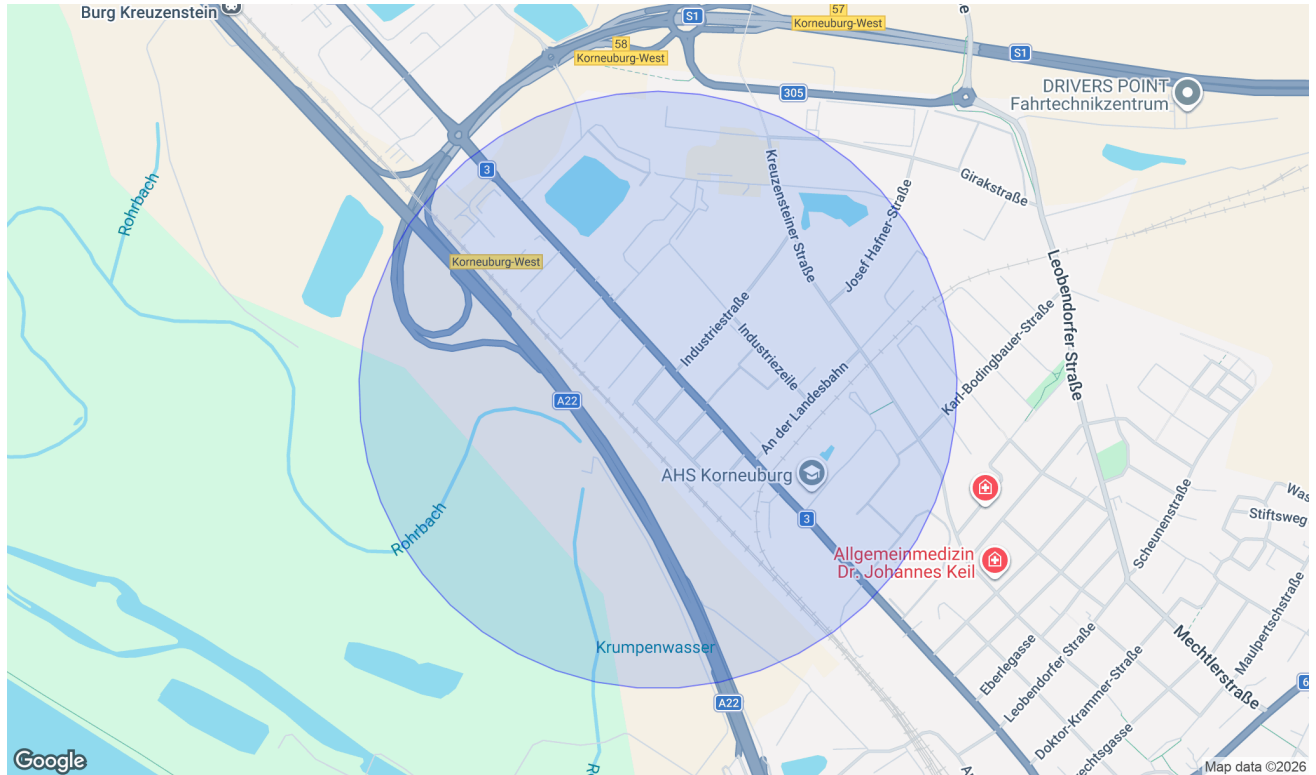 Burg Kreuzenstein
S1
57
Korneuburg-West
58
Korneuburg-West
S1
305
DRIVERS POINT
Fahrtechnikzentrum
3
Rohrbach
Kreuzensteiner Straße
Girakstraße
Josef Hafner-Straße
Korneuburg-West
Leobendorfer Straße
Industriestraße
Industriezeile
Karl-Bodingbauer-Straße
An der Landesbahn
A22
AHS Korneuburg
3
Rohrbach
Scheunenstraße
Stiftsweg
Allgemeinmedizin
Dr. Johannes Keil
Krumpenwasser
Maulpertschstraße
Mechtlerstraße
Eberlegasse
Leobendorfer Straße
Doktor-Krammer-Straße
A22
6
Google
Map data ©2026